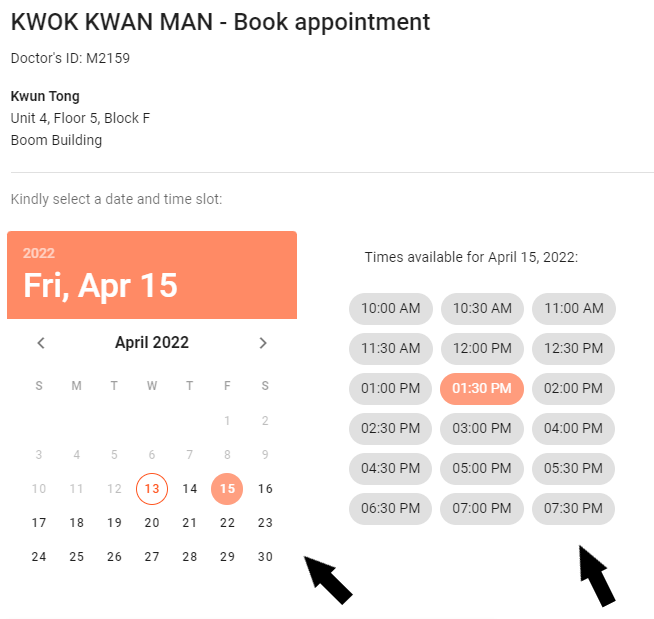 KWOK KWAN MAN - Book appointment
Doctor's ID: M2159
Kwun Tong
Unit 4, Floor 5, Block F
Boom Building
Kindly select a date and time slot:
2022
Fri, Apr 15
April 2022
S M T W T F S
1 2
3 4 5 6 7 8 9
10 11 12 13 14 15 16
17 18 19 20 21 22 23
24 25 26 27 28 29 30
Times available for April 15, 2022:
10:00 AM 10:30 AM 11:00 AM
11:30 AM 12:00 PM 12:30 PM
01:00 PM 01:30 PM 02:00 PM
02:30 PM 03:00 PM 04:00 PM
04:30 PM 05:00 PM 05:30 PM
06:30 PM 07:00 PM 07:30 PM